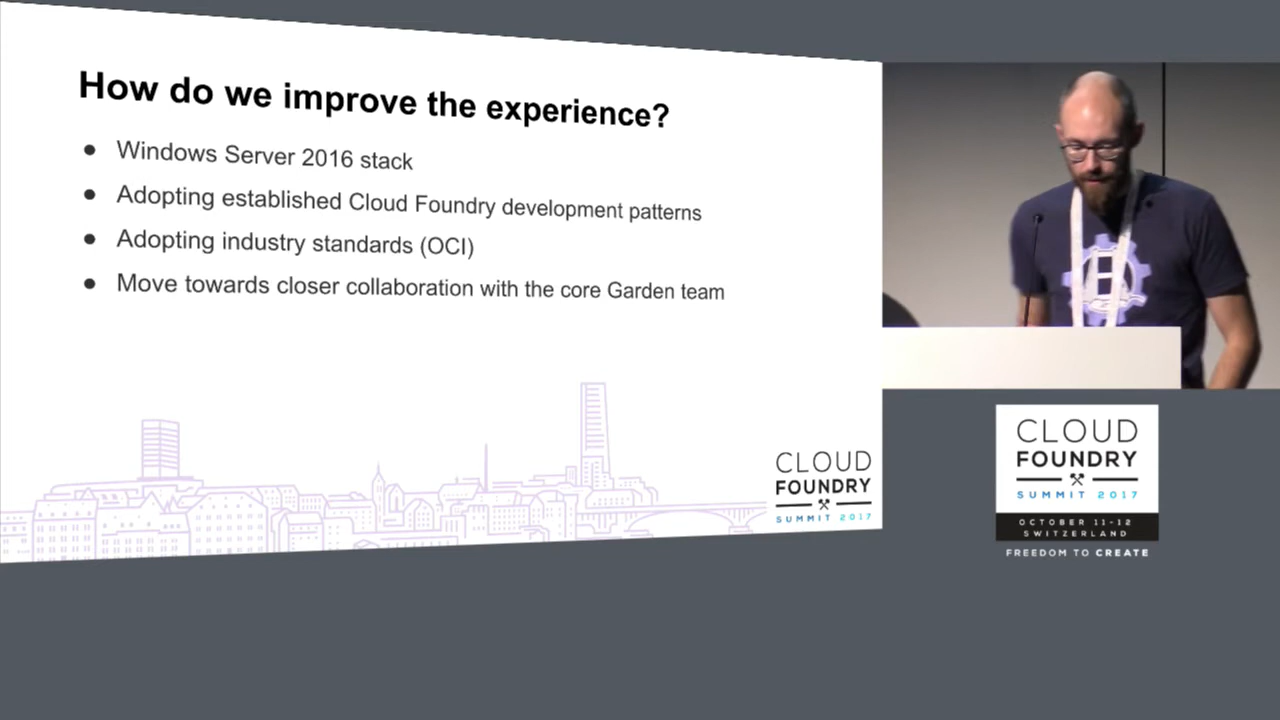 How do we improve the experience?
● Windows Server 2016 stack
● Adopting established Cloud Foundry development patterns
● Adopting industry standards (OCI)
● Move towards closer collaboration with the core Garden team
CLOUD
FOUNDRY
SUMMIT 2017
CLOUD
FOUNDRY
SUMMIT 2017
OCTOBER 11-12
SWITZERLAND
FREEDOM TO CREATE